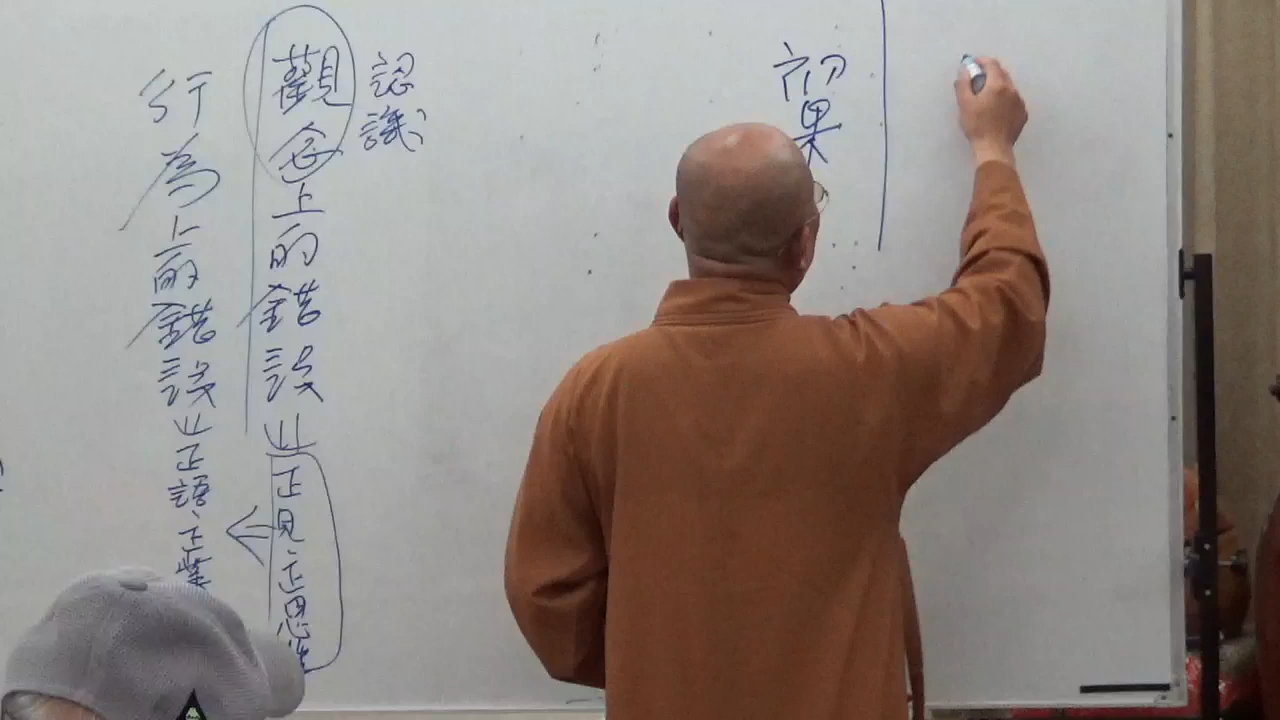 初果
認識
觀念上的錯誤 正見、正思惟
行為上的錯誤 正語、正業